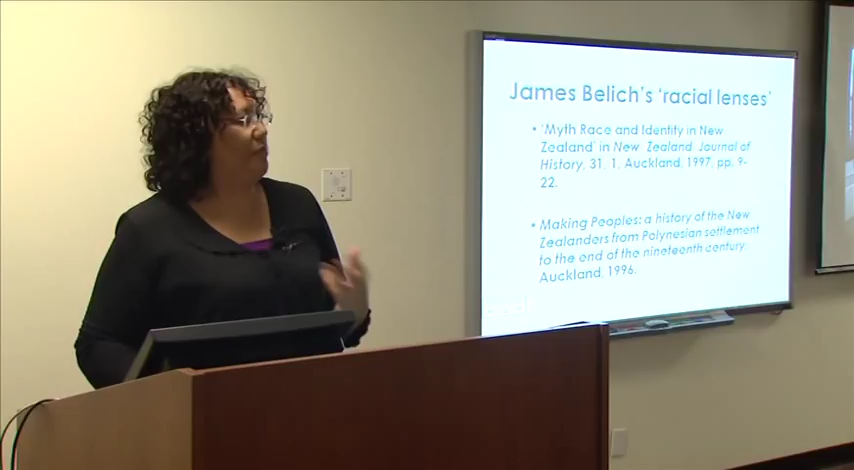 James Belich's 'racial lenses'
• 'Myth Race and Identity in New
Zealand' in New Zealand Journal of
History, 31, 1, Auckland, 1997, pp. 9-
22.
• Making Peoples: a history of the New
Zealanders from Polynesian settlement
to the end of the nineteenth century,
Auckland, 1996.